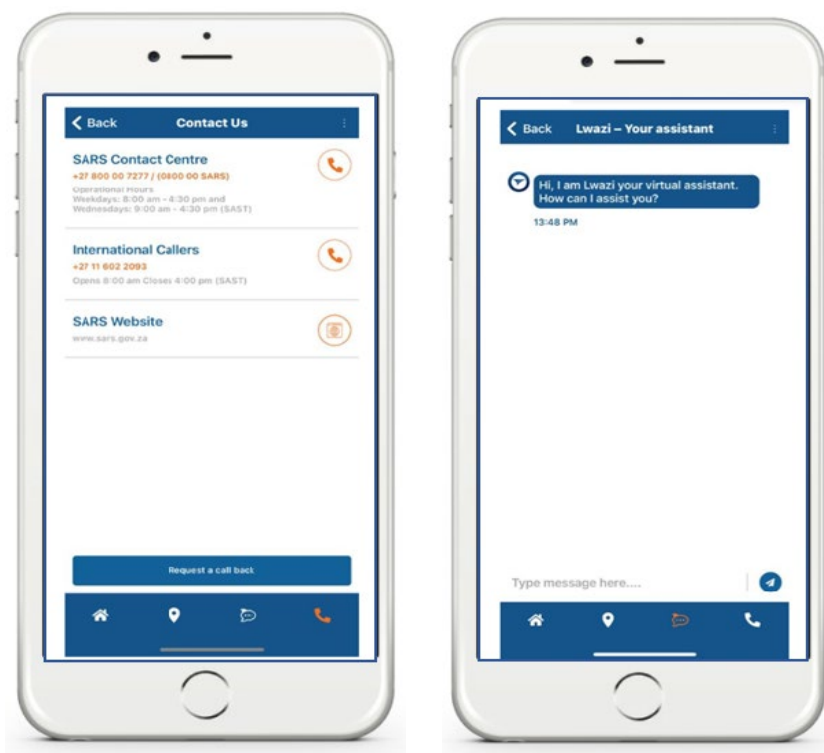 Back
Contact Us
SARS Contact Centre
+27 800 00 7277 / (0800 00 SARS)
Operational Hours
Weekdays: 8:00 am - 4:30 pm and
Wednesdays: 9:00 am - 4:30 pm (SAST)
International Callers
+27 11 602 2093
Opens 8:00 am Closes 4:00 pm (SAST)
SARS Website
www.sars.gov.za
Request a call back
Back
Lwazi – Your assistant
Hi, I am Lwazi your virtual assistant.
How can I assist you?
13:48 PM
Type message here....